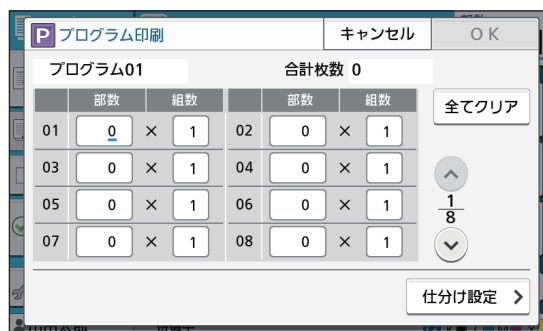 P プログラム印刷 キャンセル OK
プログラム01 合計枚数 0
部数 組数 部数 組数 全てクリア
01 0 × 1 02 0 × 1
03 0 × 1 04 0 × 1
05 0 × 1 06 0 × 1
1
8
07 0 × 1 08 0 × 1
仕分け設定